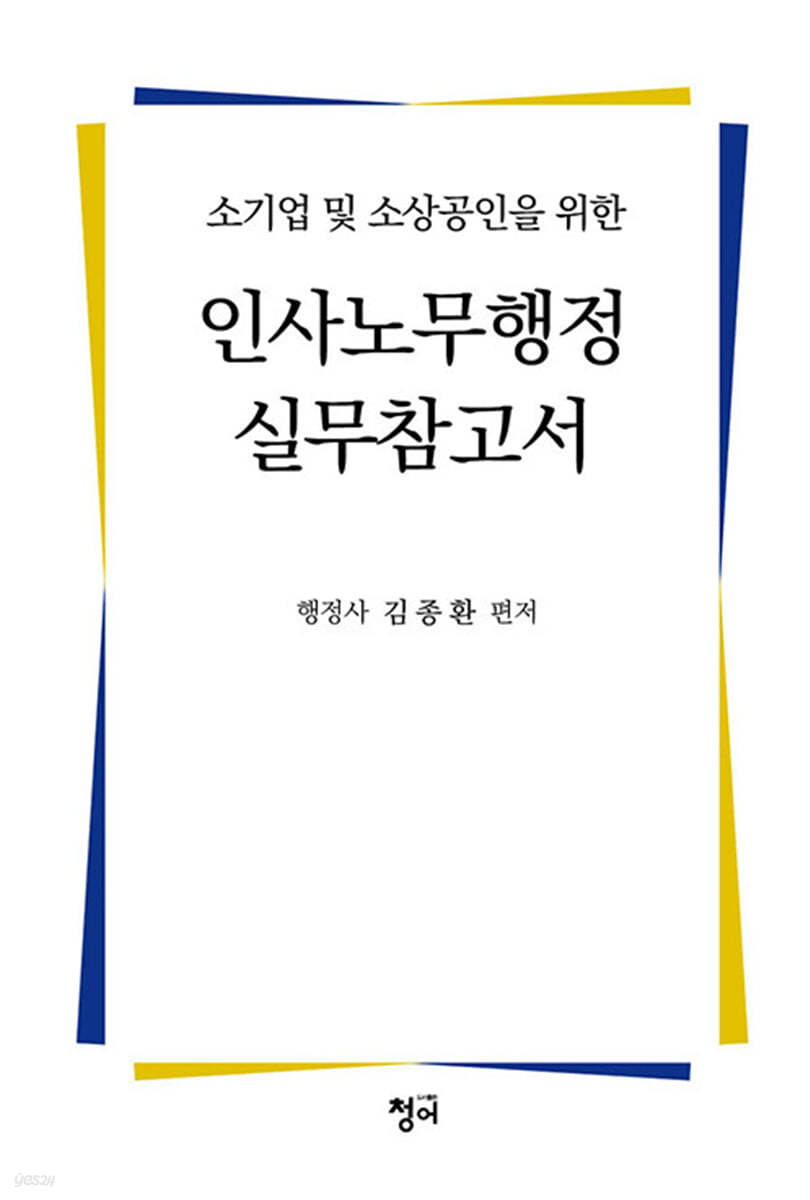 소기업 및 소상공인을 위한
인사노무행정
실무참고서
행정사 김종환 편저
청어
yes24